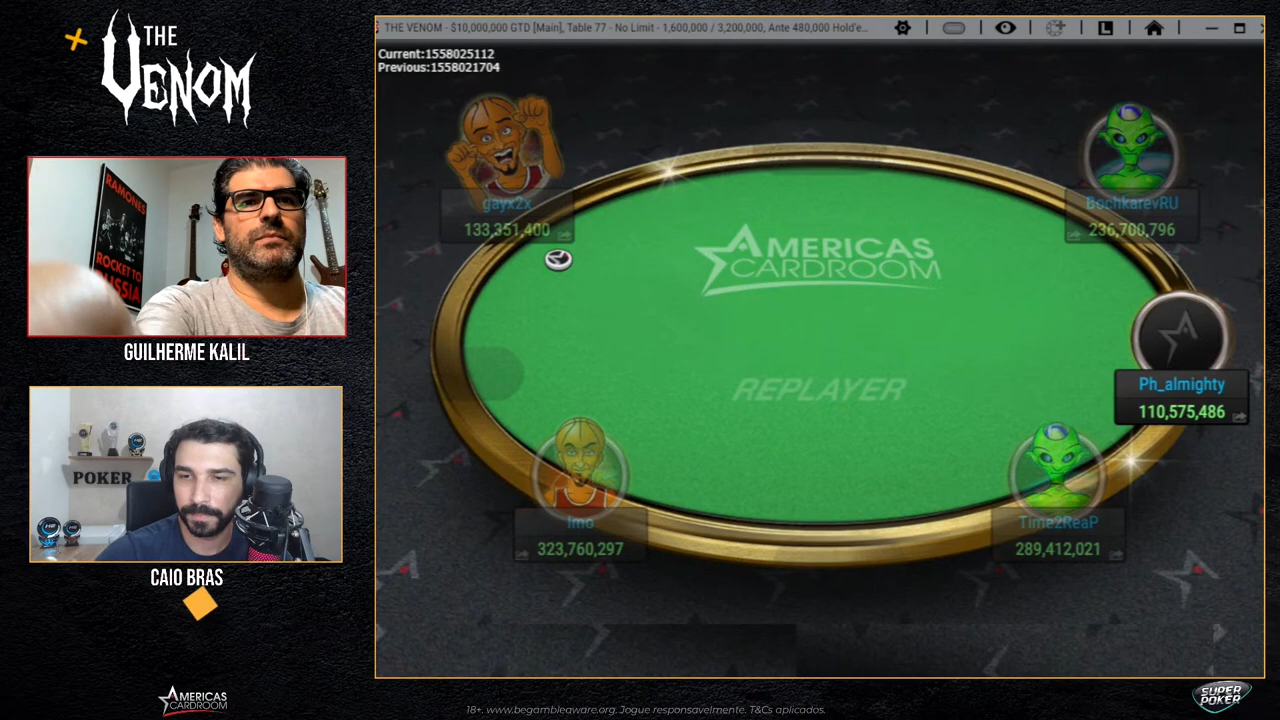 THE
VENOM
RAMONES
ROCKET TO
RUSSIA
GUILHERME KALIL
POKER
CAIO BRAS
AMERICAS
CARDROOM
THE VENOM - $10,000,000 GTD [Main], Table 77 - No Limit - 1,600,000 / 3,200,000, Ante 480,000 Hold'e...
Current:1558025112
Previous:1558021704
gayx2x
133,351,400
BochkarevRU
236,700,796
AMERICAS
CARDROOM
REPLAYER
Ph_almighty
110,575,486
Imo
323,760,297
Time2ReaP
289,412,021
18+. www.begambleaware.org. Jogue responsavelmente. T&Cs aplicados.
SUPER
POKER